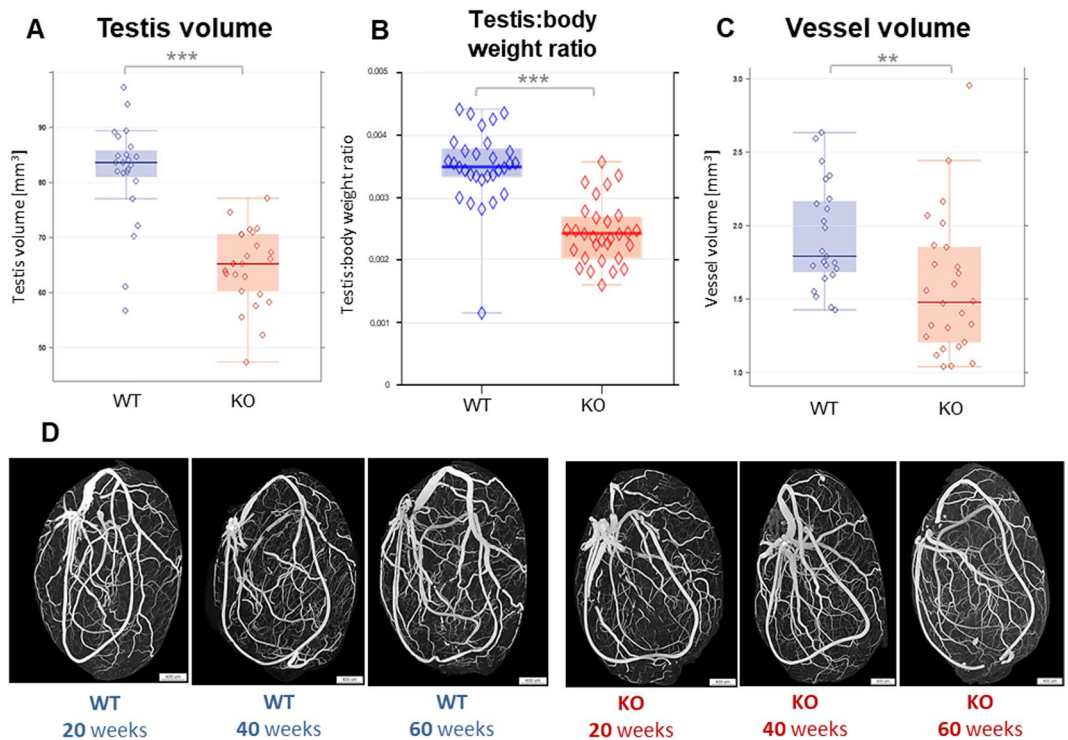 A
Testis volume
***
Testis volume [mm³]
90
80
70
60
50
WT
KO
B
Testis:body
weight ratio
***
Testis:body weight ratio
0,005
0,004
0,003
0,002
0,001
0
WT
KO
C
Vessel volume
**
Vessel volume [mm³]
3.0
2.5
2.0
1.5
1.0
WT
KO
D
WT
20 weeks
WT
40 weeks
WT
60 weeks
KO
20 weeks
KO
40 weeks
KO
60 weeks